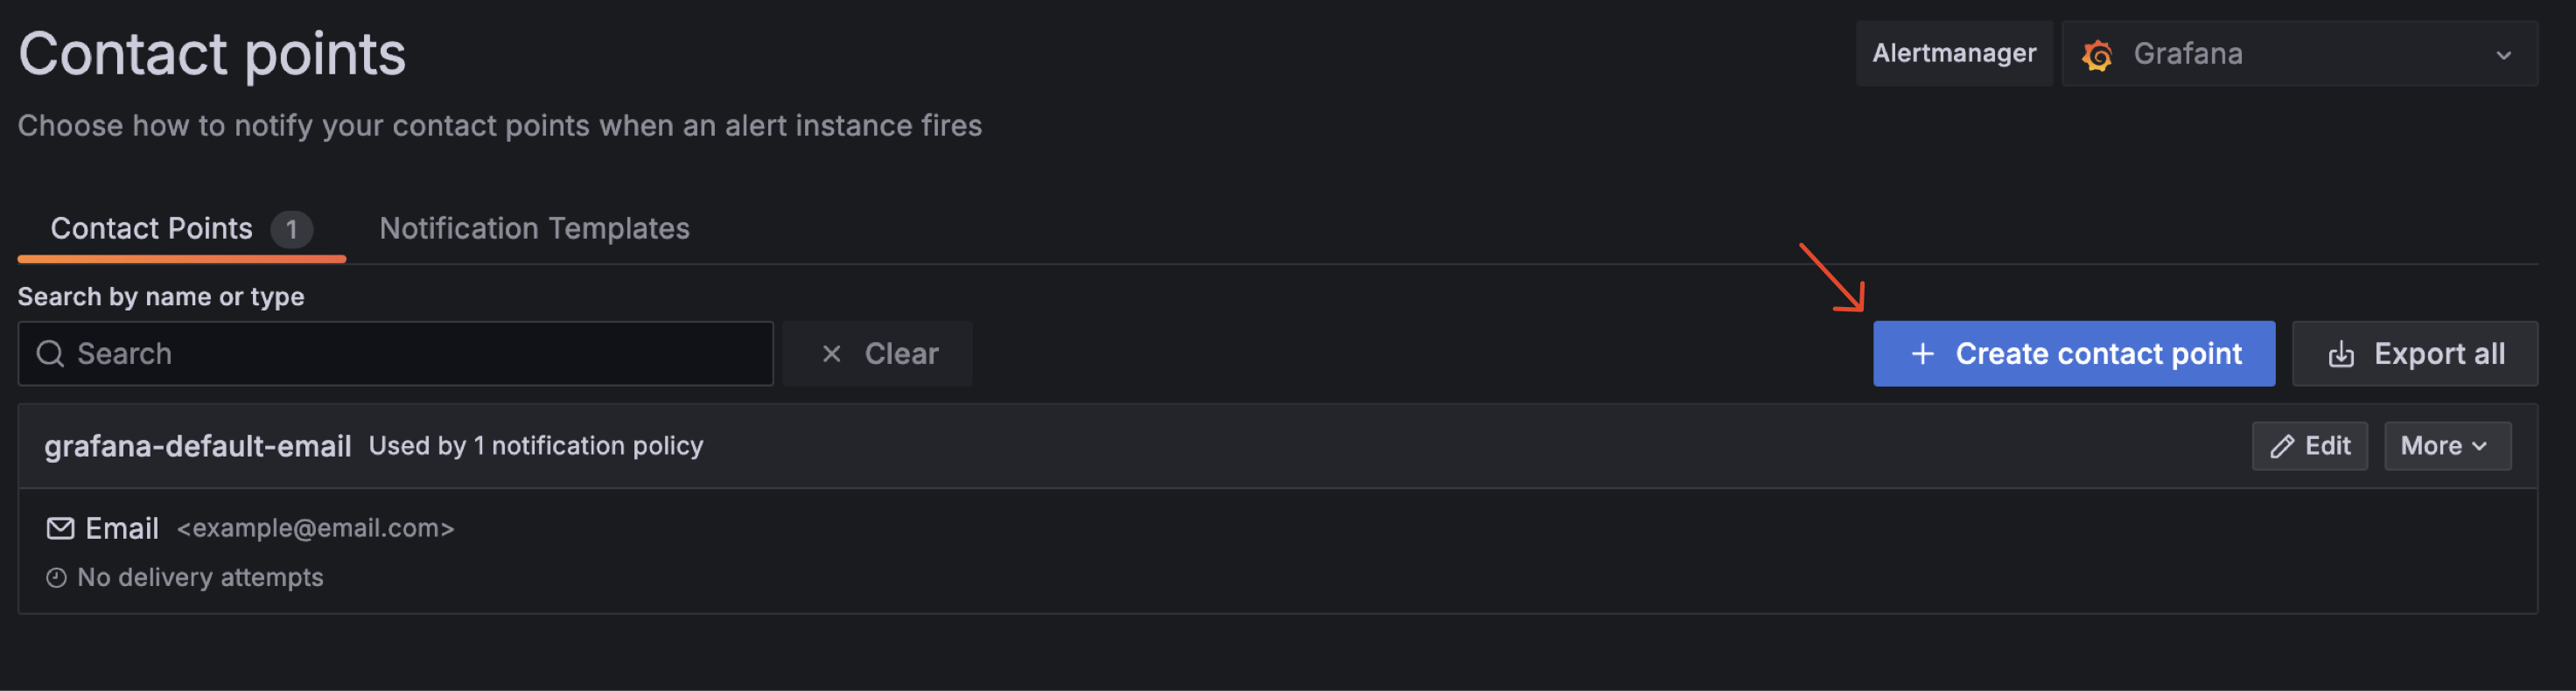 Contact points
Alertmanager
Grafana
Choose how to notify your contact points when an alert instance fires
Contact Points 1
Notification Templates
Search by name or type
Search
Clear
Create contact point
Export all
grafana-default-email Used by 1 notification policy
Edit
More
Email <example@email.com>
No delivery attempts